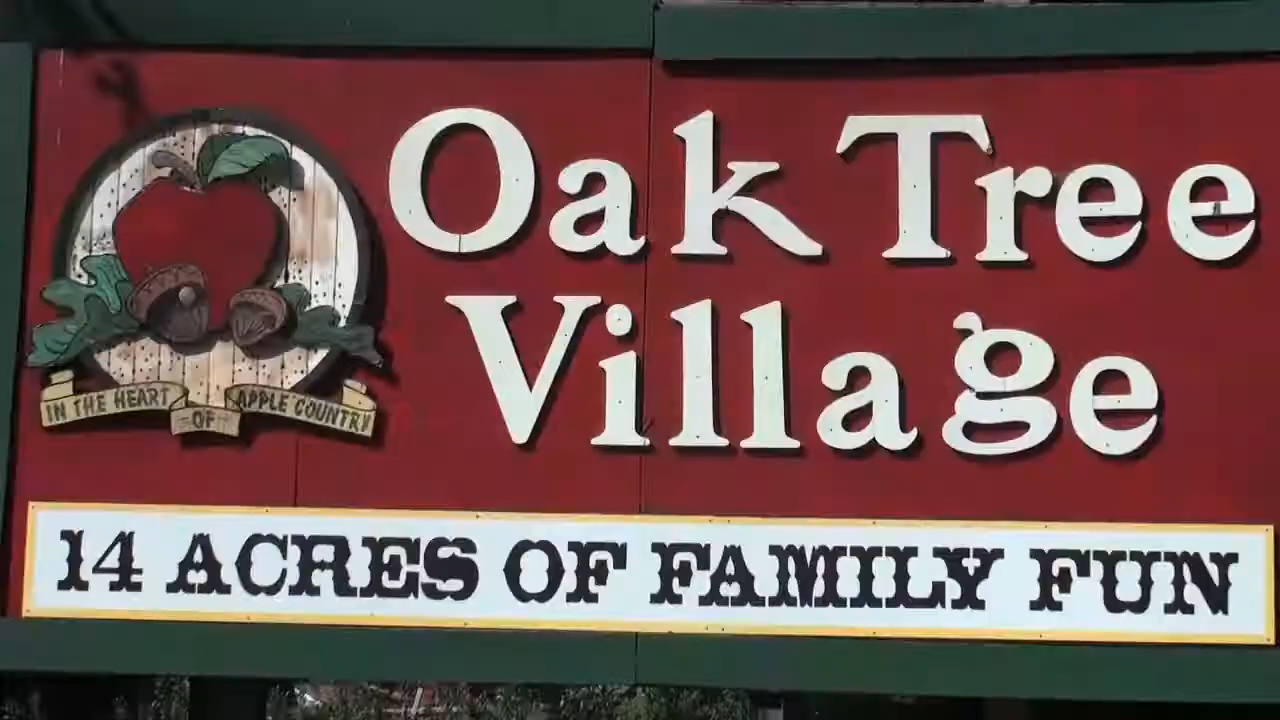 Oak Tree
Village
IN THE HEART
OF
APPLE COUNTRY
14 ACRES OF FAMILY FUN